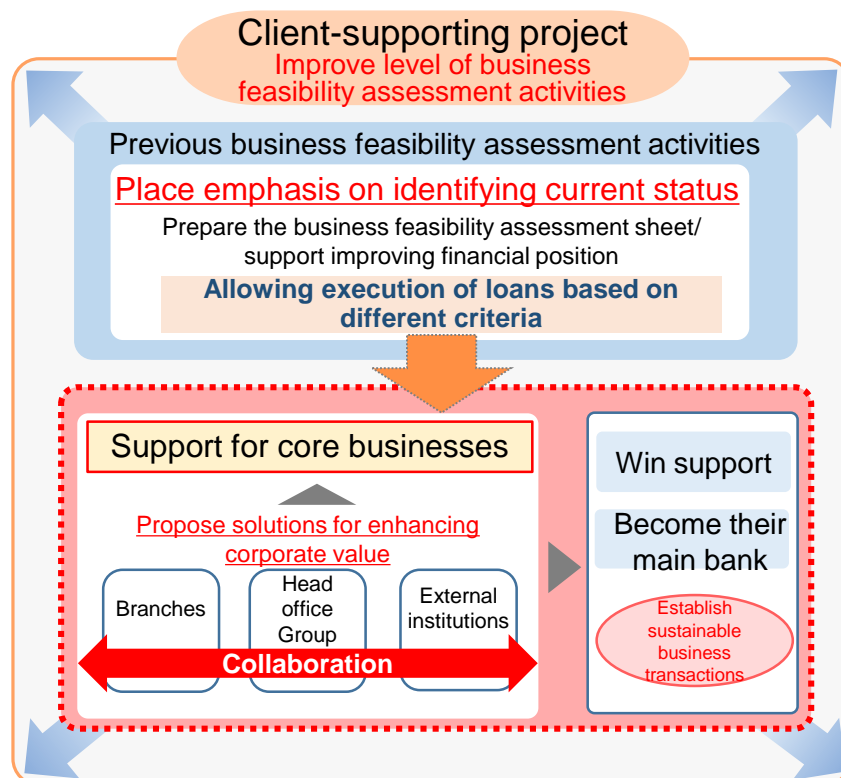 Client-supporting project
Improve level of business
feasibility assessment activities
Previous business feasibility assessment activities
Place emphasis on identifying current status
Prepare the business feasibility assessment sheet/
support improving financial position
Allowing execution of loans based on
different criteria
Support for core businesses
Propose solutions for enhancing
corporate value
Branches
Head
office
Group
External
institutions
Collaboration
Win support
Become their
main bank
Establish
sustainable
business
transactions